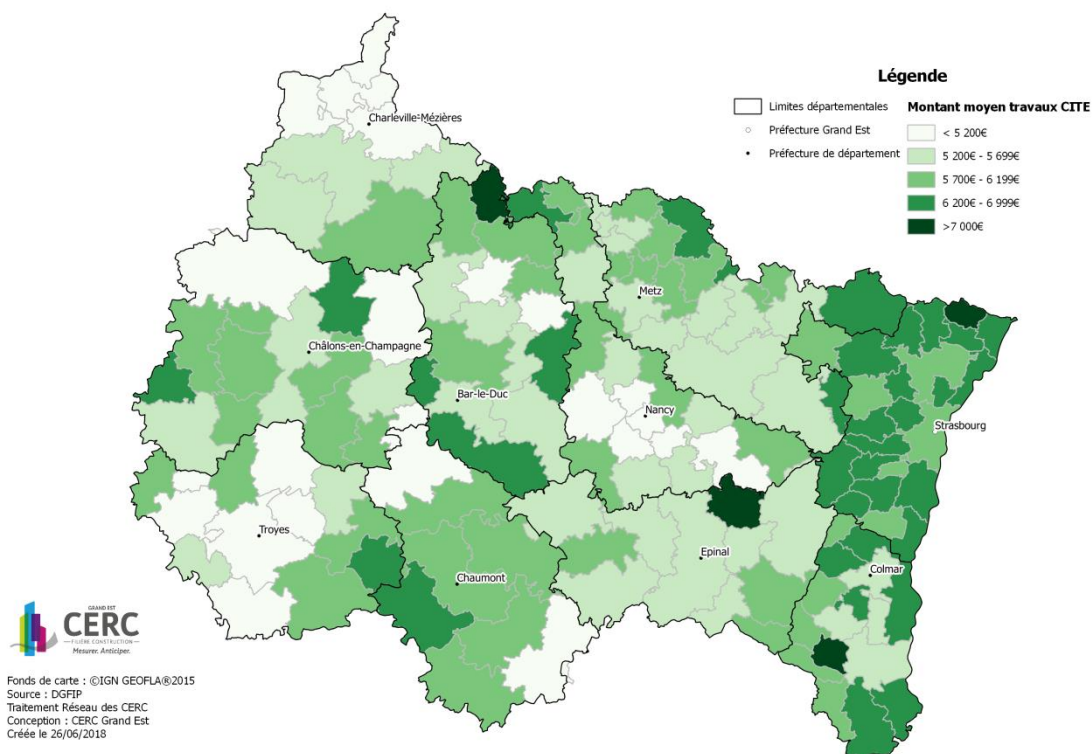 Légende
Limites départementales
Préfecture Grand Est
Préfecture de département
Montant moyen travaux CITE
< 5 200€
5 200€ - 5 699€
5 700€ - 6 199€
6 200€ - 6 999€
>7 000€
Charleville-Mézières
Metz
Châlons-en-Champagne
Bar-le-Duc
Nancy
Strasbourg
Troyes
Epinal
Chaumont
Colmar
GRAND EST
CERC
FILIÈRE CONSTRUCTION
Mesurer. Anticiper.
Fonds de carte : ©IGN GEOFLA®2015
Source : DGFIP
Traitement Réseau des CERC
Conception : CERC Grand Est
Créée le 26/06/2018